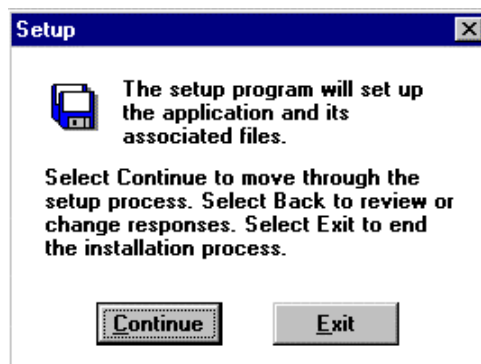 Setup
The setup program will set up
the application and its
associated files.
Select Continue to move through the
setup process. Select Back to review or
change responses. Select Exit to end
the installation process.
Continue
Exit